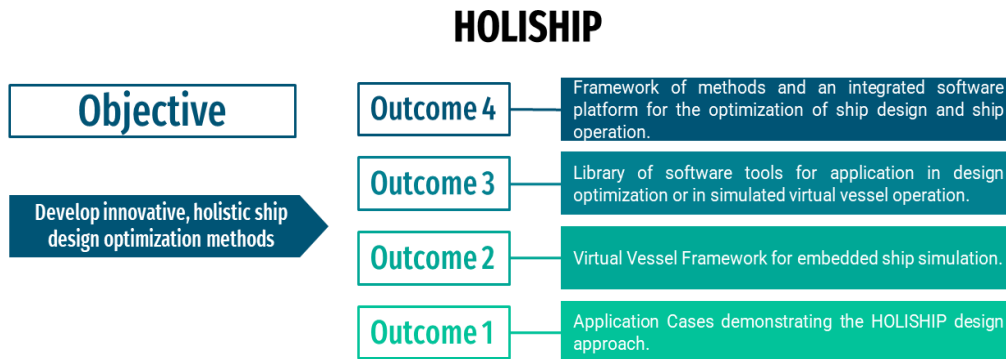 HOLISHIP
Objective
Develop innovative, holistic ship
design optimization methods
Outcome 4
Framework of methods and an integrated software
platform for the optimization of ship design and ship
operation.
Outcome 3
Library of software tools for application in design
optimization or in simulated virtual vessel operation.
Outcome 2
Virtual Vessel Framework for embedded ship simulation.
Outcome 1
Application Cases demonstrating the HOLISHIP design
approach.